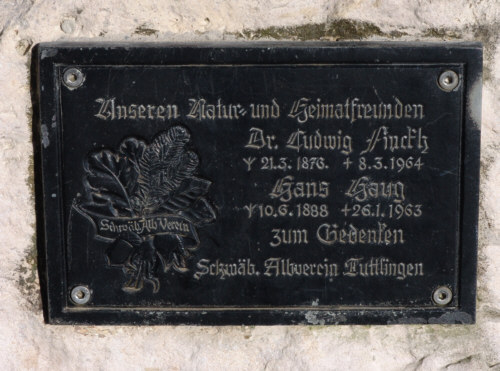 Unseren Natur- und Heimatfreunden
Dr. Ludwig Finckh
Y 21.3. 1876. + 8.3.1964
Hans Haug
Y 10.6.1888 + 26.1.1963
zum Gedenken
Schwäb. Albverein Tuttlingen
Schwäb. Alb Verein